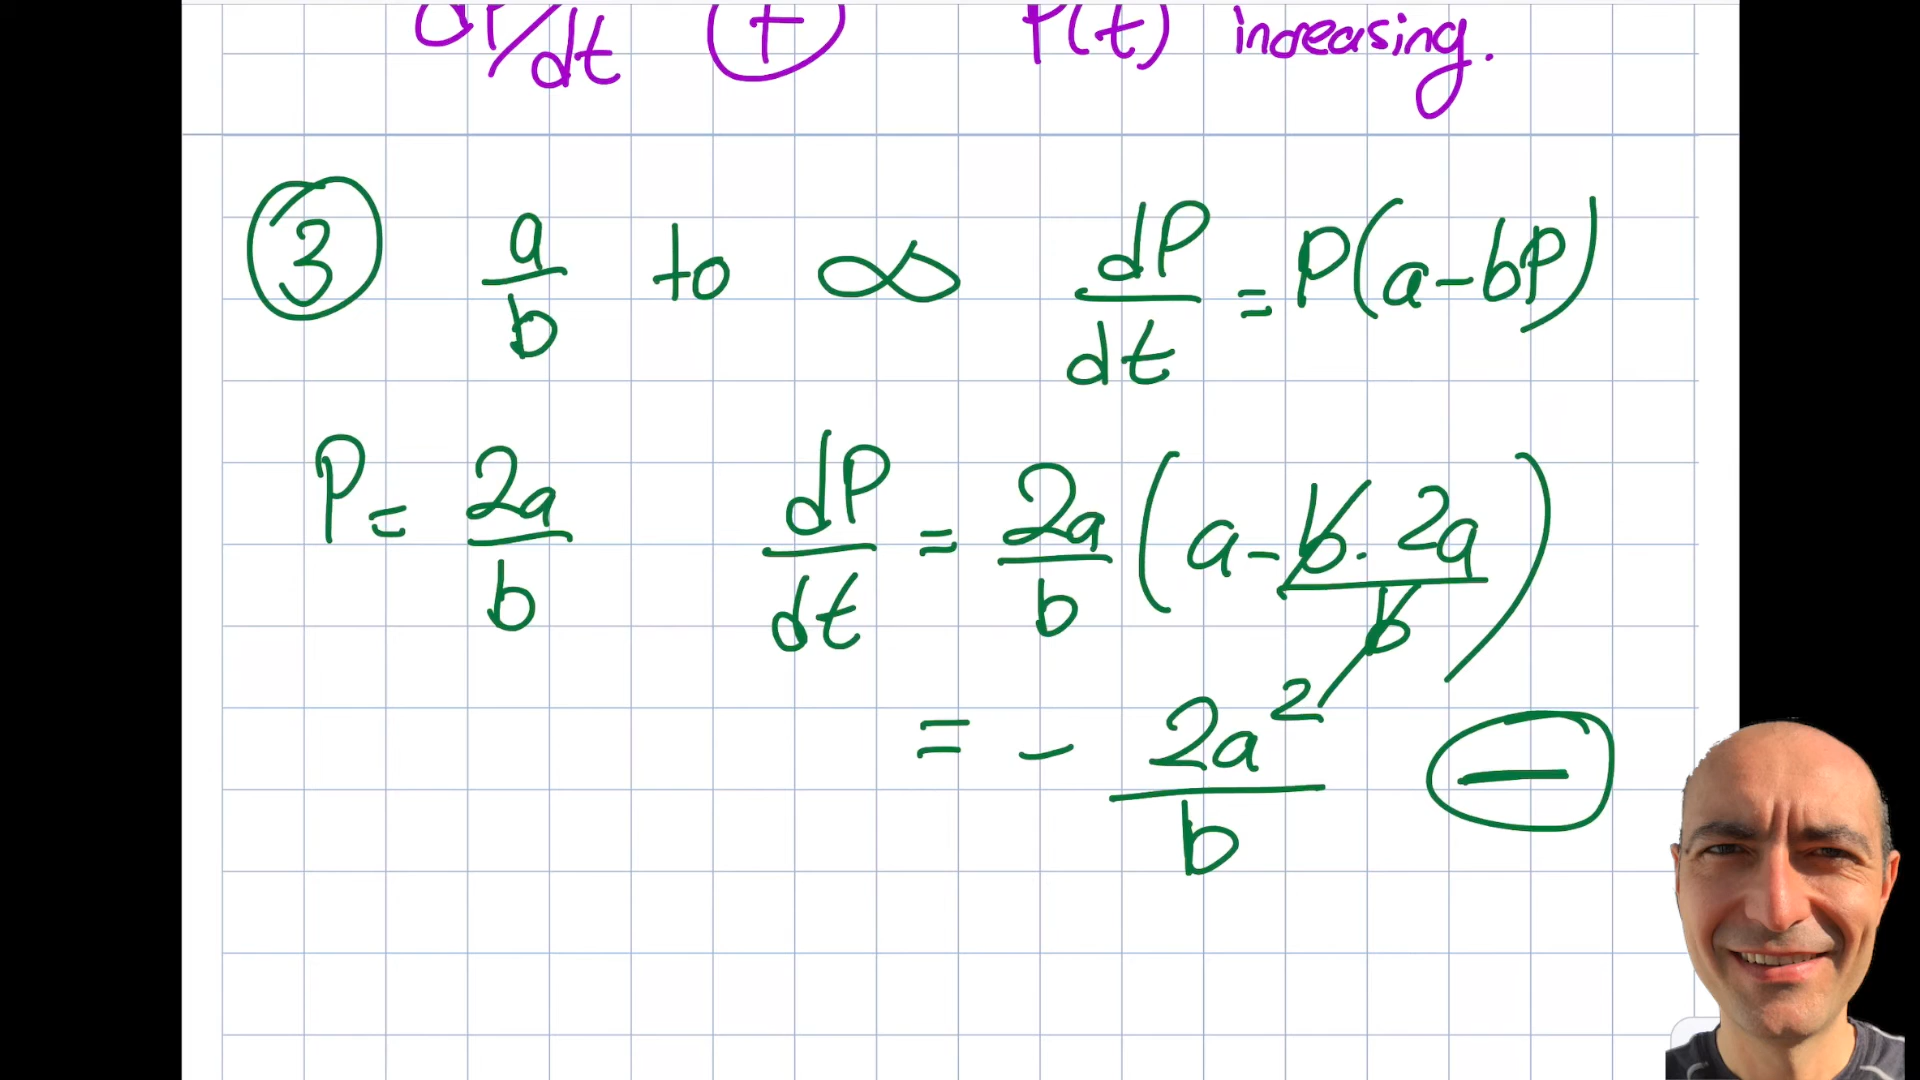 dP/dt (+) P(t) increasing.
③ a/b to ∞ dP/dt = P(a-bP)
P = 2a/b dP/dt = 2a/b (a - b·2a/b)
= - 2a²/b (−)